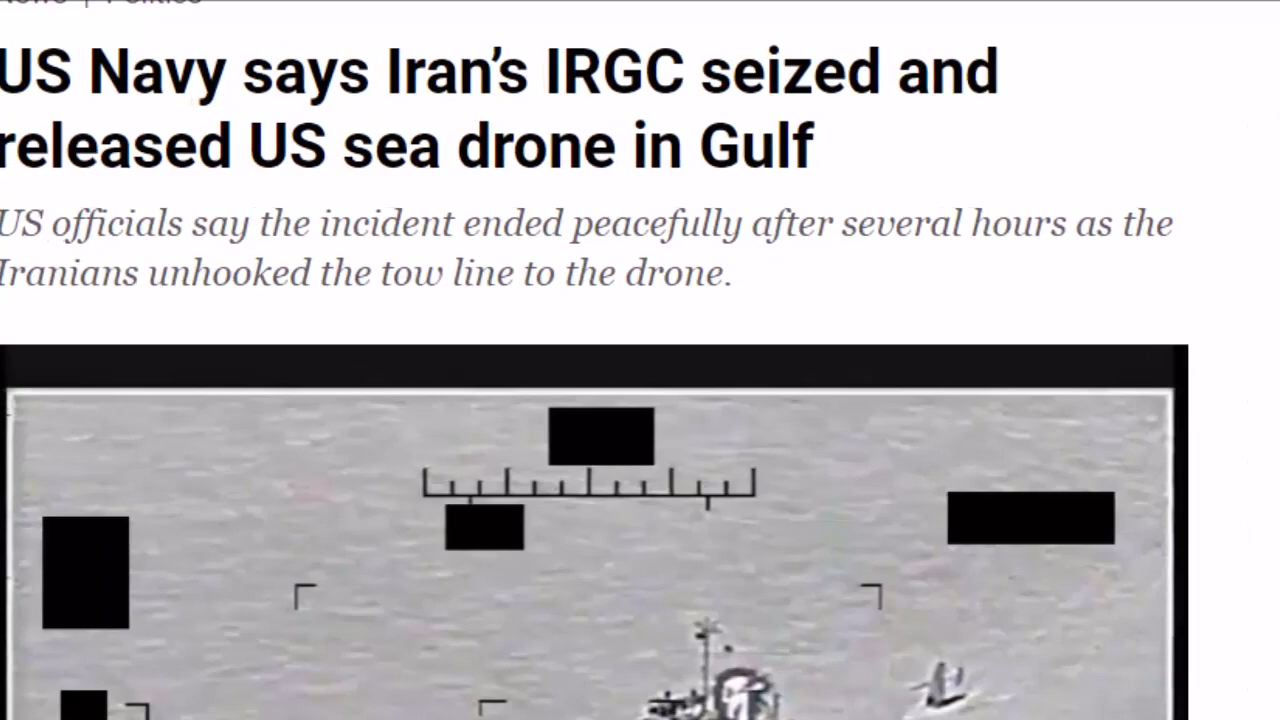 US Navy says Iran’s IRGC seized and
released US sea drone in Gulf
US officials say the incident ended peacefully after several hours as the
Iranians unhooked the tow line to the drone.